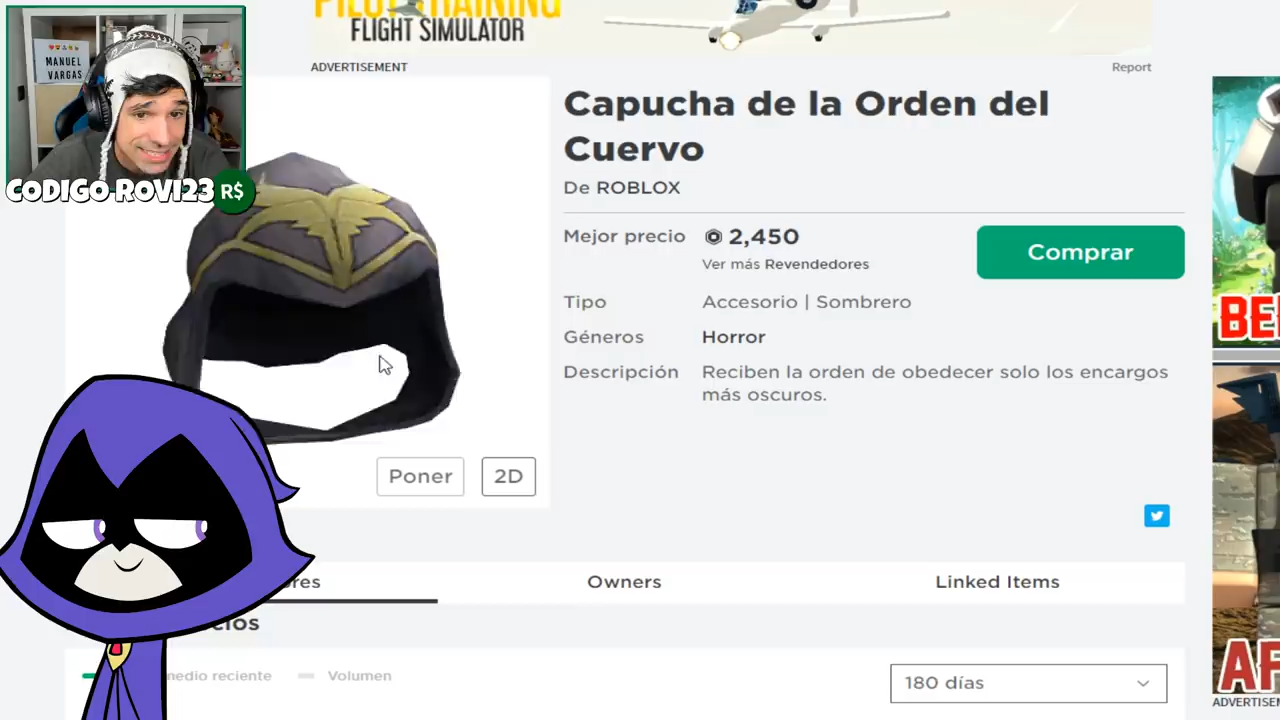 PILOT TRAINING
FLIGHT SIMULATOR
ADVERTISEMENT
Report
MANUEL
VARGAS
CODIGO ROVI23 R$
Capucha de la Orden del
Cuervo
De ROBLOX
Mejor precio
2,450
Ver más Revendedores
Comprar
Tipo
Accesorio | Sombrero
Géneros
Horror
Descripción
Reciben la orden de obedecer solo los encargos
más oscuros.
Poner
2D
Owners
Linked Items
Volumen
180 días